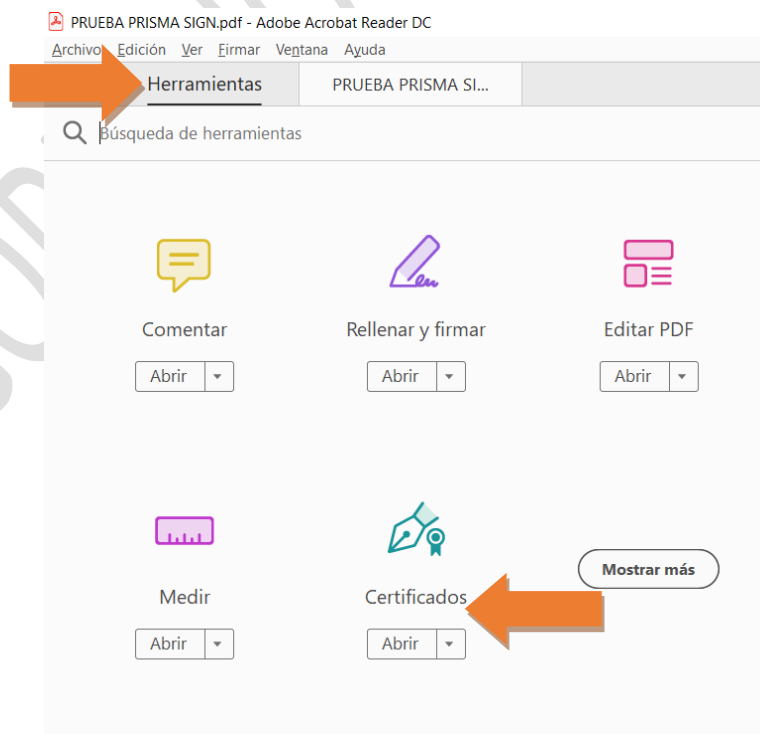 PRUEBA PRISMA SIGN.pdf - Adobe Acrobat Reader DC
Archivo Edición Ver Firmar Ventana Ayuda
Herramientas PRUEBA PRISMA SI...
Búsqueda de herramientas
Comentar Rellenar y firmar Editar PDF
Abrir Abrir Abrir
Mostrar más
Medir Certificados
Abrir Abrir